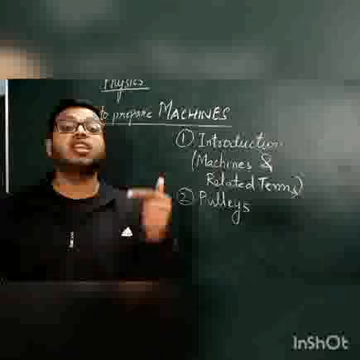 Physics
to prepare MACHINES
① Introduction
(Machines &
Related Terms)
② Pulleys
InShOt